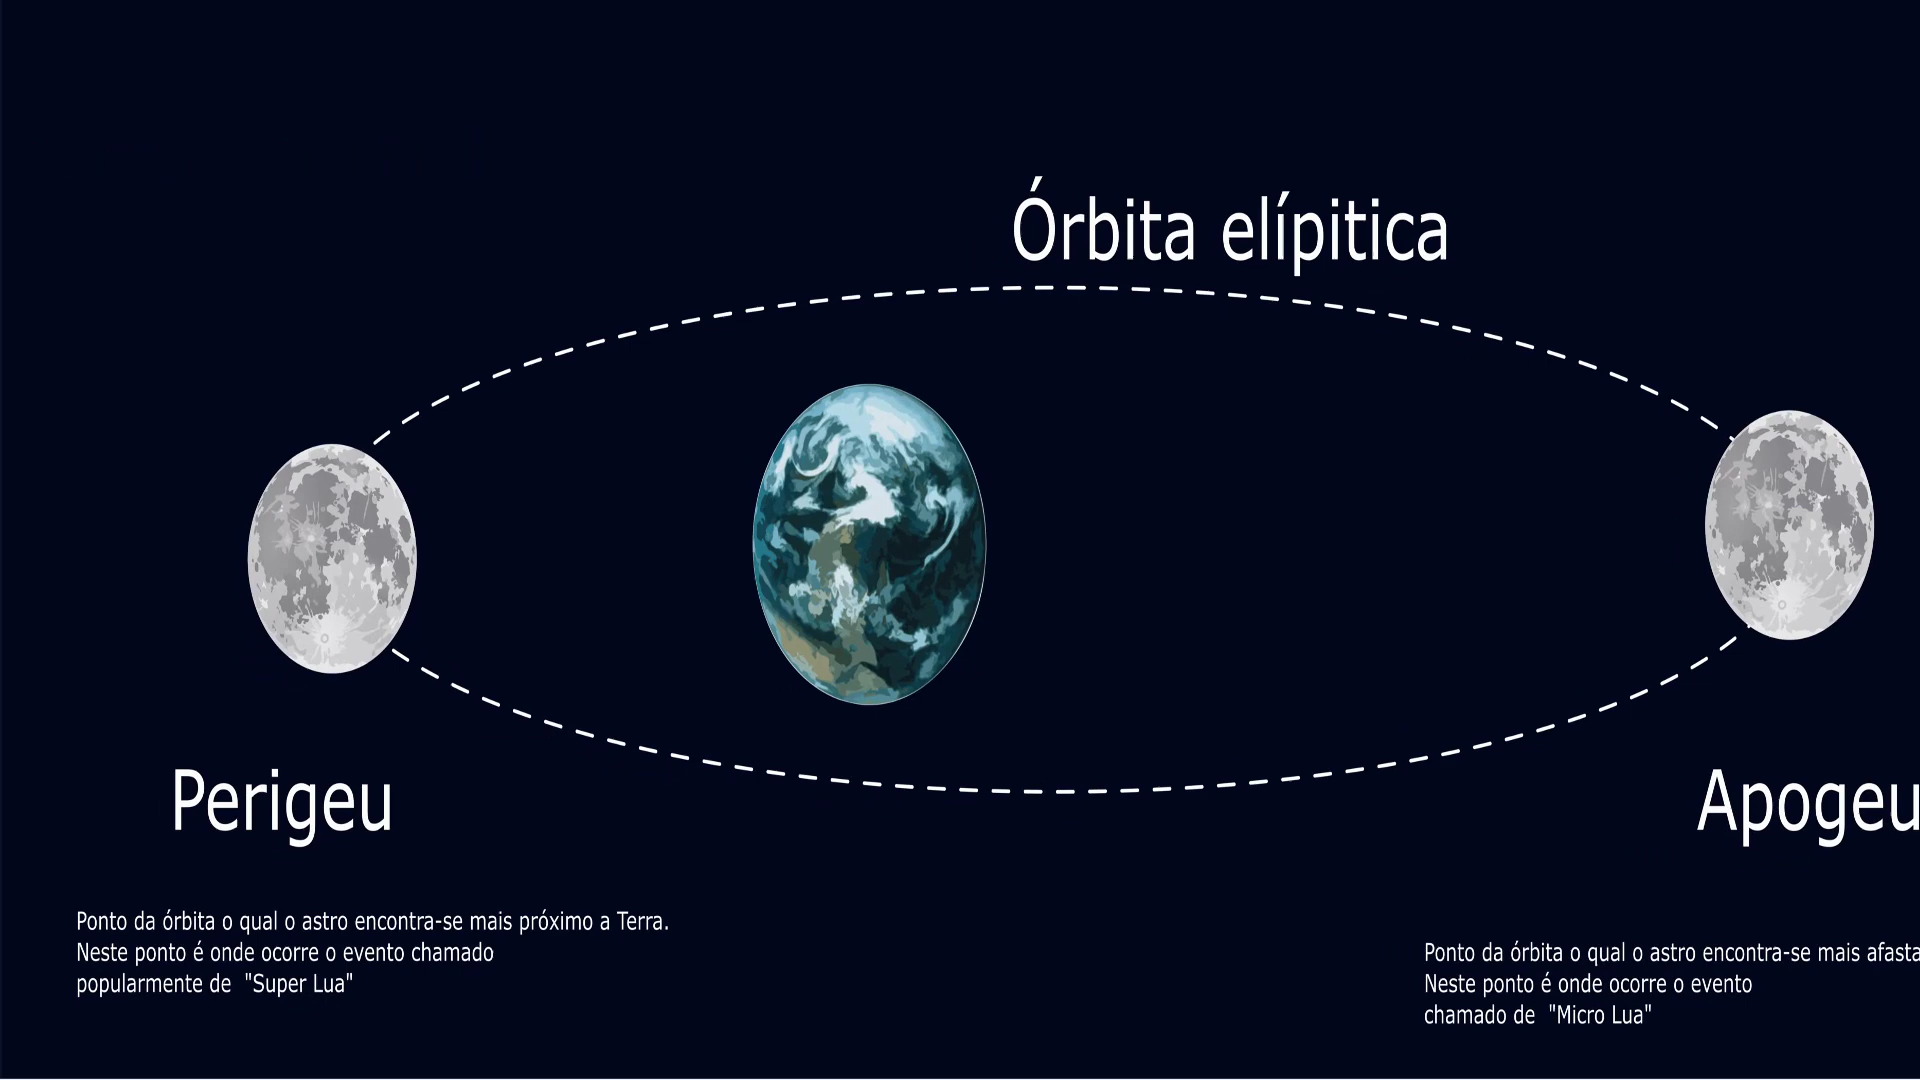 Órbita elípitica
Perigeu
Apogeu
Ponto da órbita o qual o astro encontra-se mais próximo a Terra.
Neste ponto é onde ocorre o evento chamado
popularmente de "Super Lua"
Ponto da órbita o qual o astro encontra-se mais
Neste ponto é onde ocorre o evento
chamado de "Micro Lua"